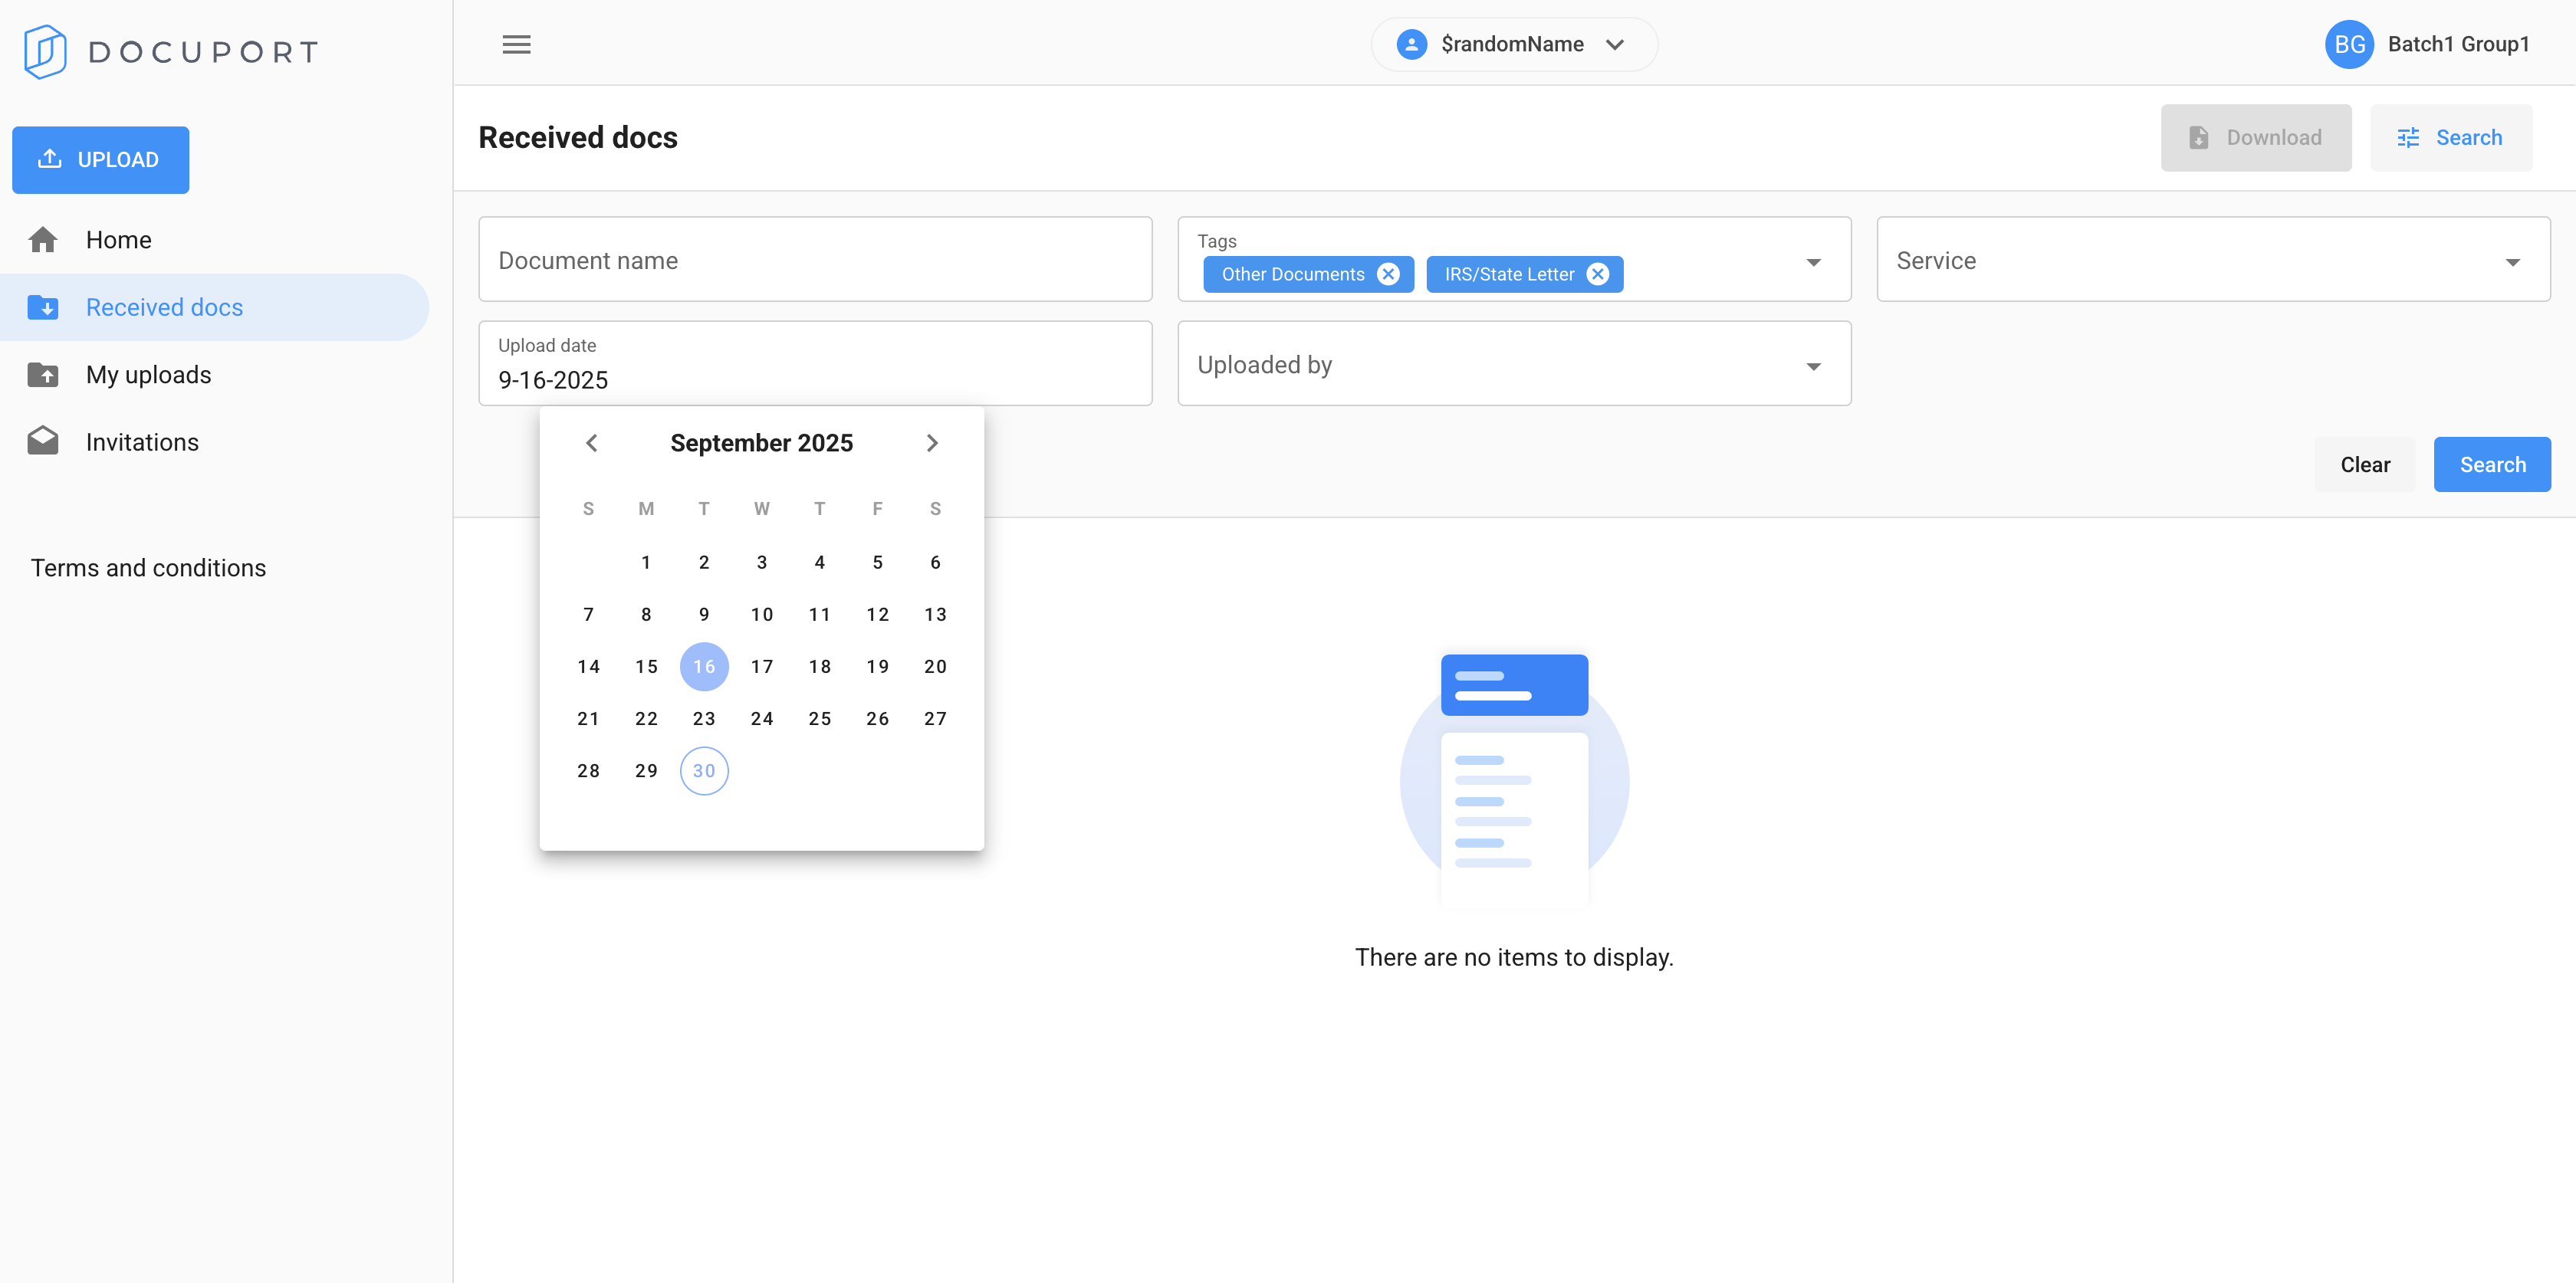 DOCUPORT
$randomName
BG Batch1 Group1
UPLOAD
Home
Received docs
My uploads
Invitations
Terms and conditions
Received docs
Download
Search
Document name
Tags
Other Documents
IRS/State Letter
Service
Upload date
9-16-2025
Uploaded by
Clear
Search
September 2025
S M T W T F S
1 2 3 4 5 6
7 8 9 10 11 12 13
14 15 16 17 18 19 20
21 22 23 24 25 26 27
28 29 30
There are no items to display.